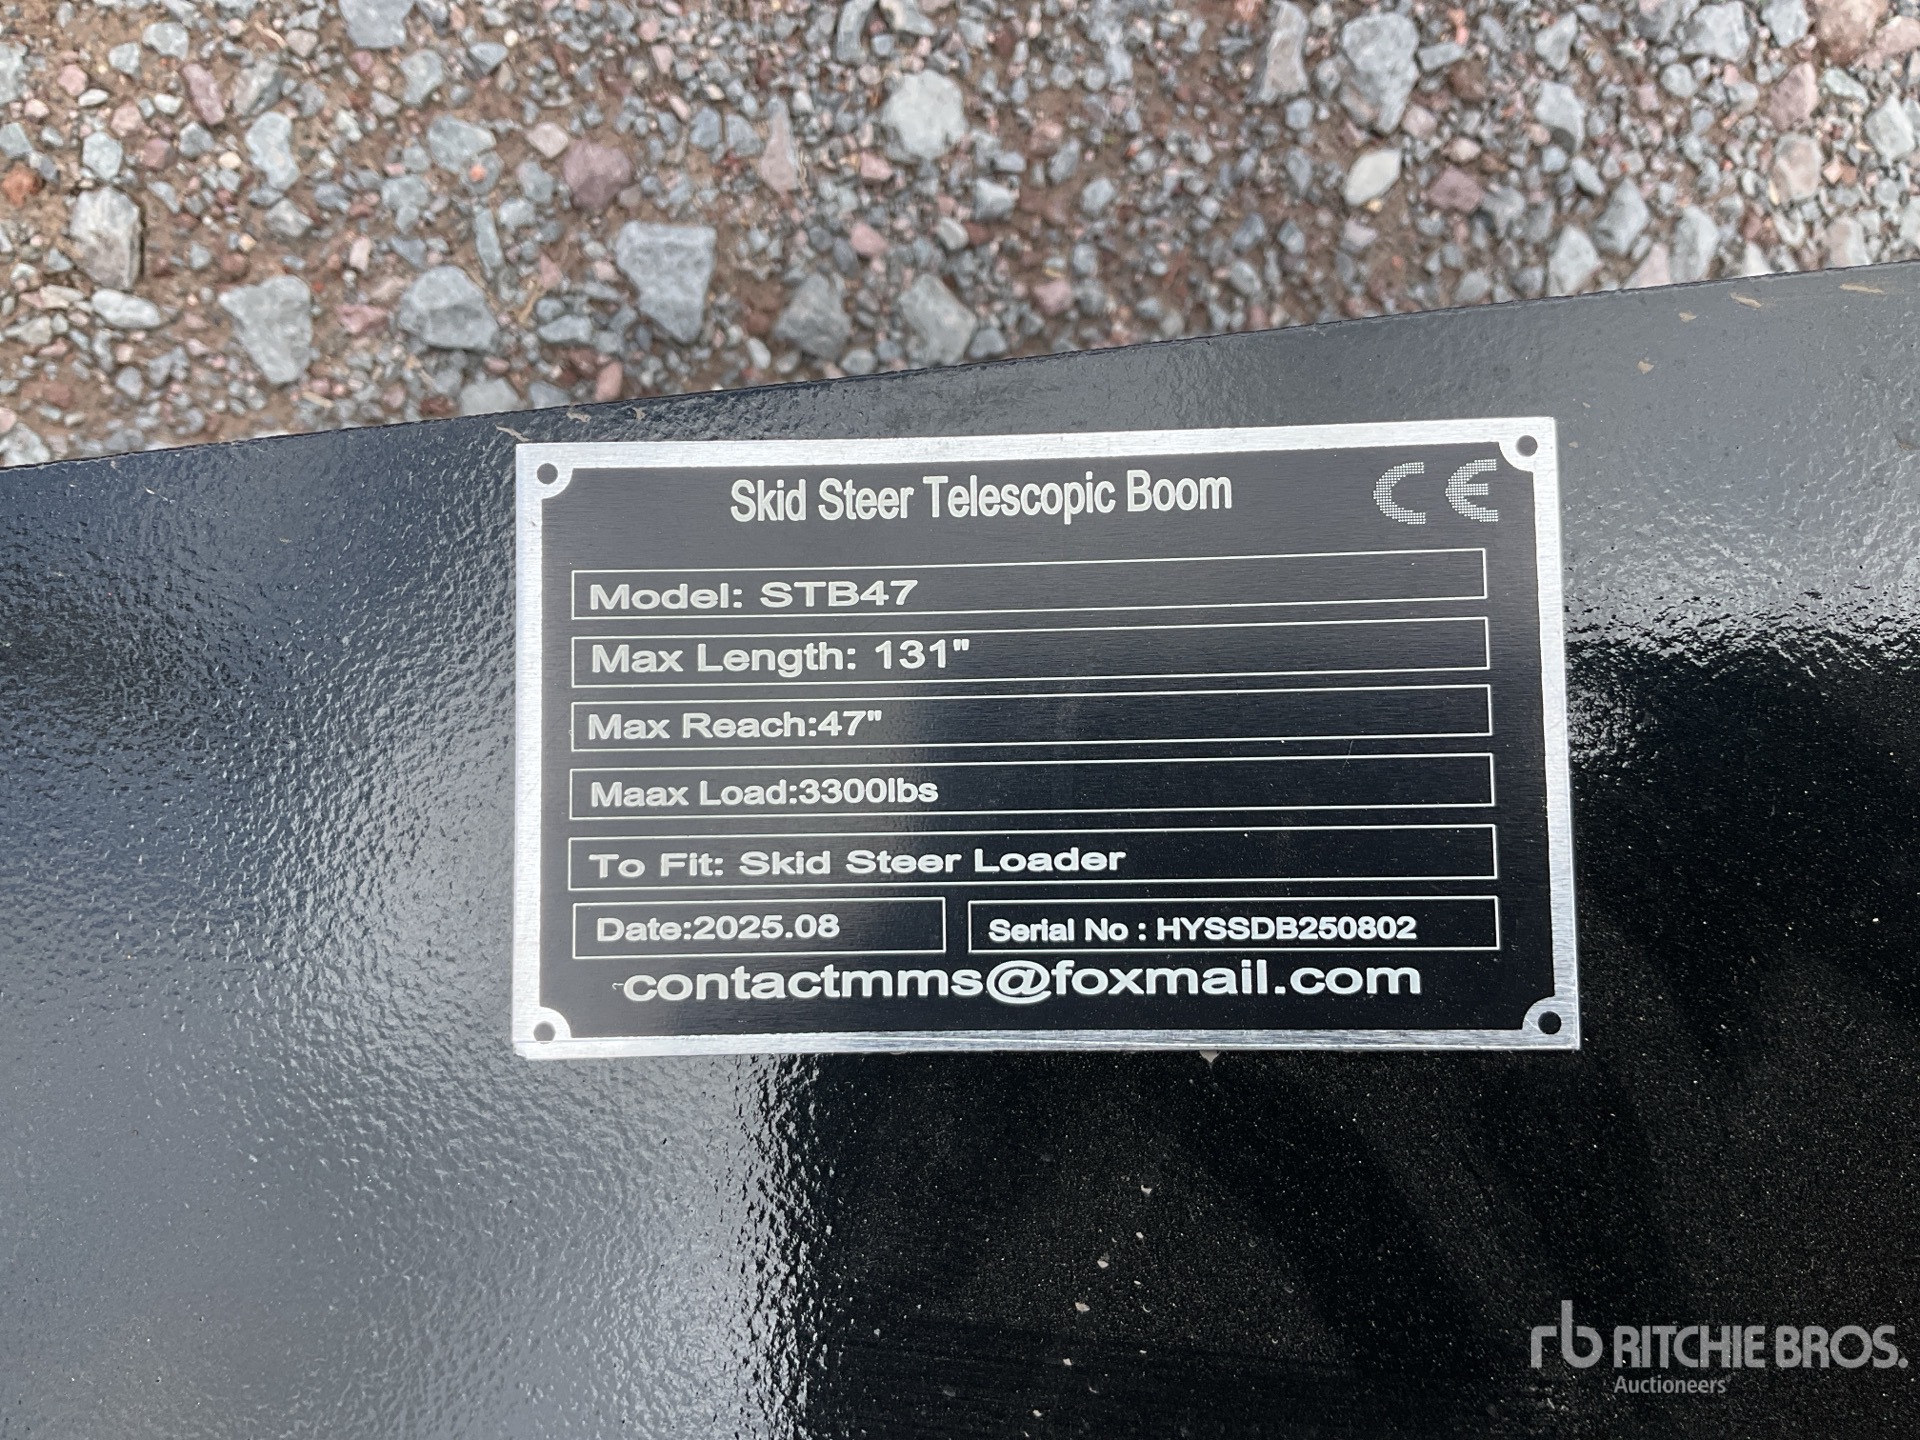 Skid Steer Telescopic Boom CE
Model: STB47
Max Length: 131"
Max Reach:47"
Maax Load:3300lbs
To Fit: Skid Steer Loader
Date:2025.08 Serial No : HYSSDB250802
contactmms@foxmail.com
rb RITCHIE BROS.
Auctioneers